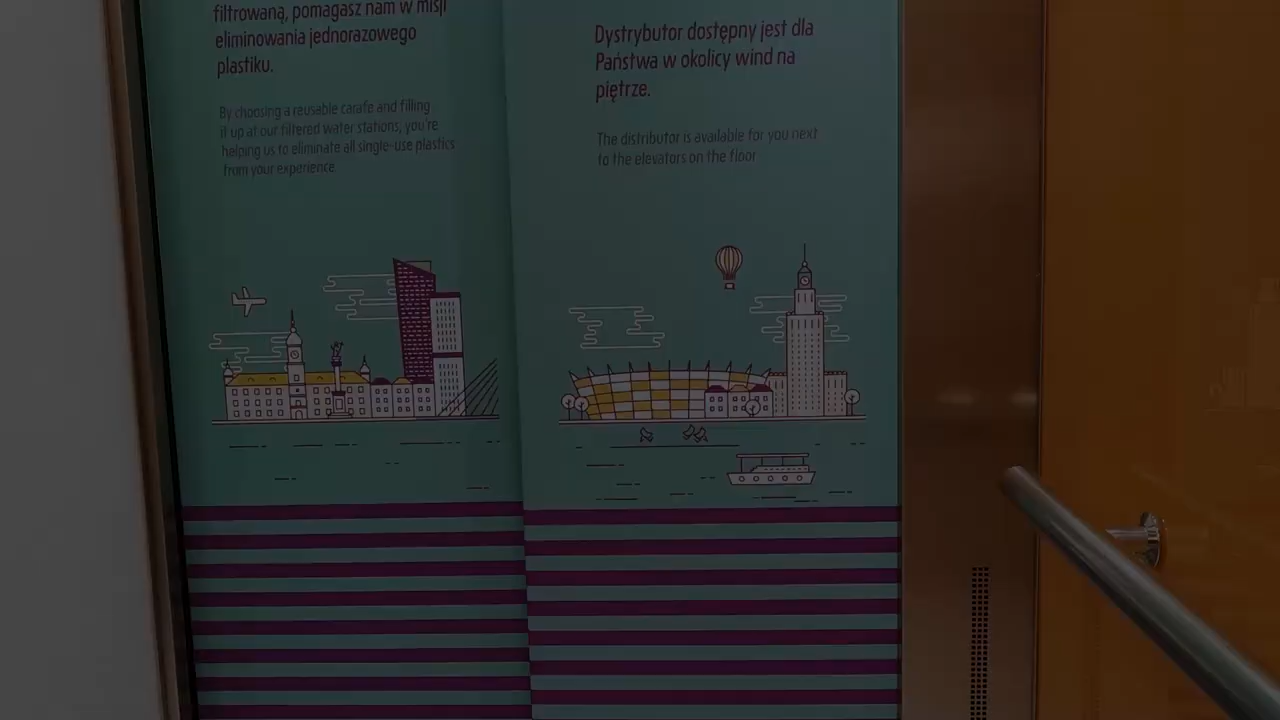 filtrowaną, pomagasz nam w misji
eliminowania jednorazowego
plastiku.
By choosing a reusable carafe and filling
it up at our filtered water stations, you're
helping us to eliminate all single-use plastics
from your experience.
Dystrybutor dostępny jest dla
Państwa w okolicy wind na
piętrze.
The distributor is available for you next
to the elevators on the floor